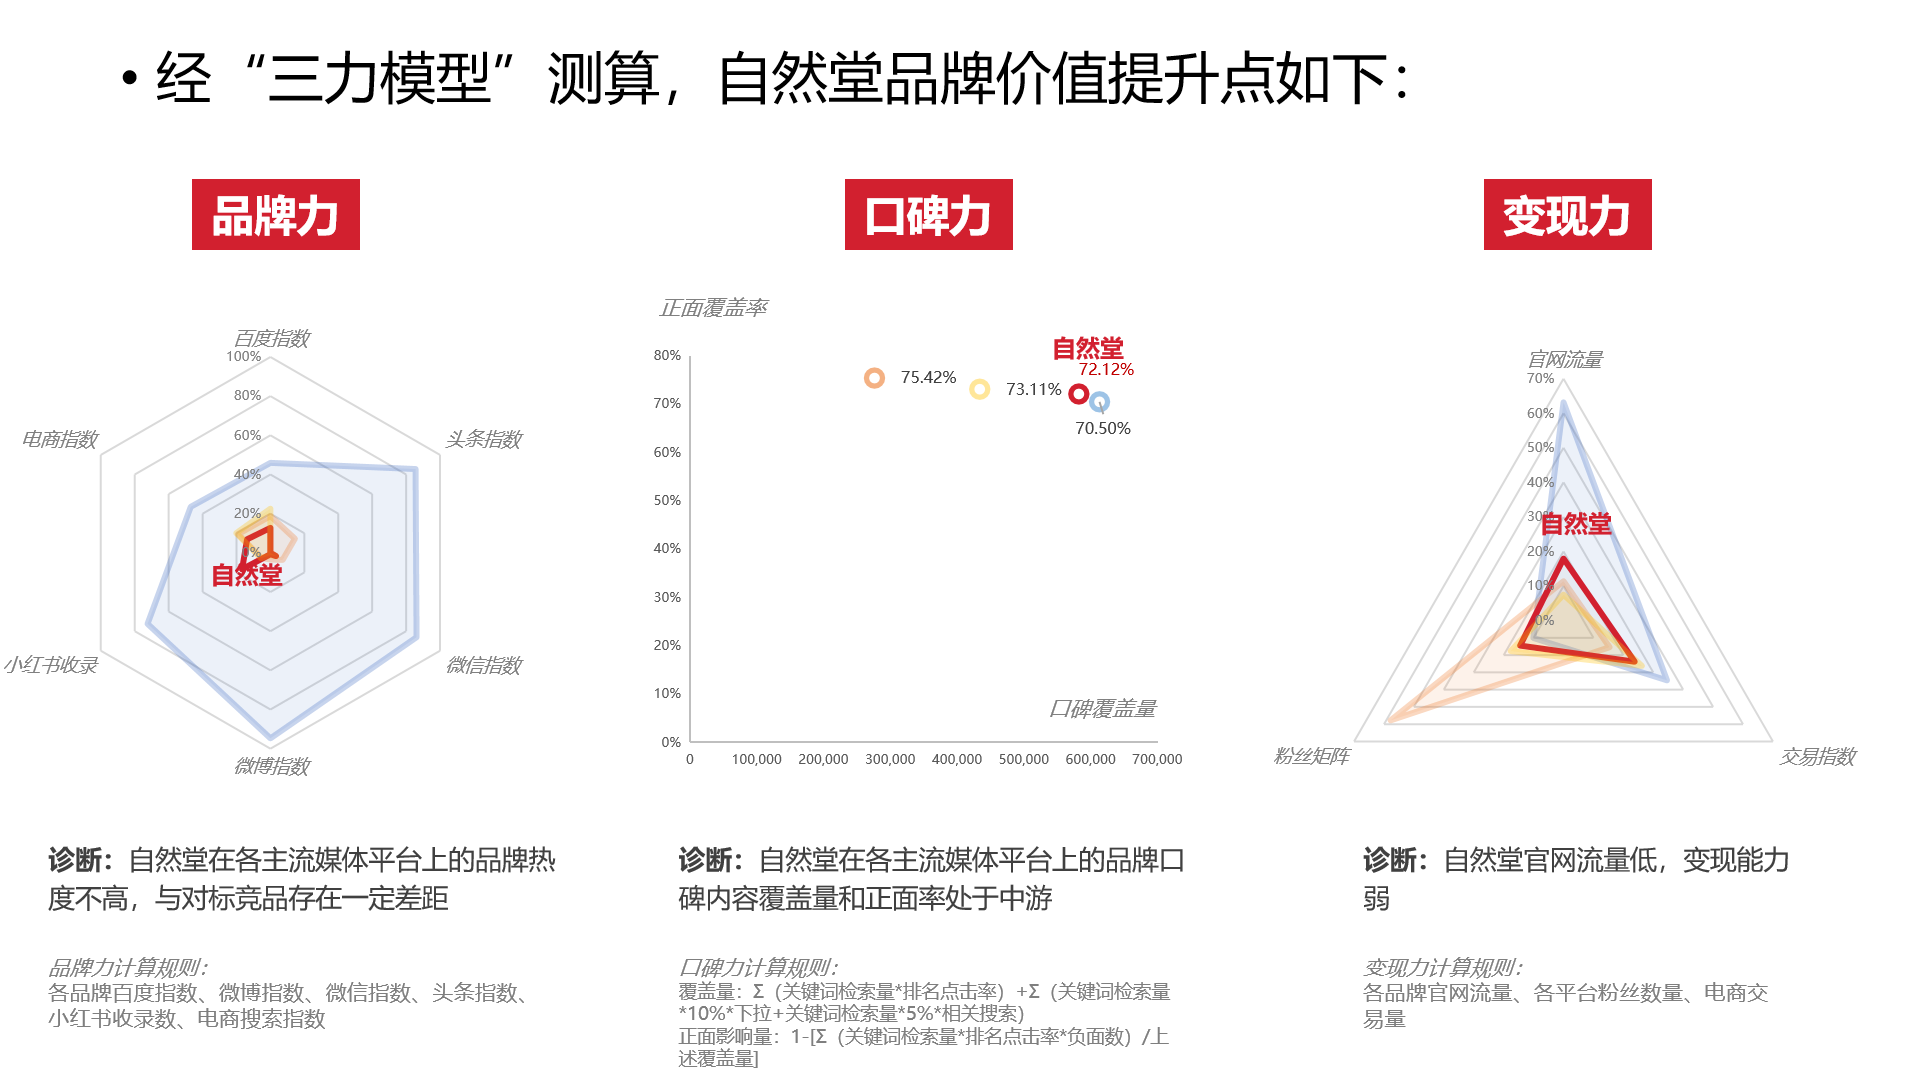 • 经“三力模型”测算，自然堂品牌价值提升点如下：
品牌力
百度指数
100%
80%
60%
40%
20%
0%
电商指数
头条指数
自然堂
小红书收录
微信指数
微博指数
诊断：自然堂在各主流媒体平台上的品牌热
度不高，与对标竞品存在一定差距
品牌力计算规则：
各品牌百度指数、微博指数、微信指数、头条指数、
小红书收录数、电商搜索指数
口碑力
正面覆盖率
80%
70%
60%
50%
40%
30%
20%
10%
0%
75.42%
73.11%
自然堂
72.12%
70.50%
口碑覆盖量
0
100,000
200,000
300,000
400,000
500,000
600,000
700,000
诊断：自然堂在各主流媒体平台上的品牌口
碑内容覆盖量和正面率处于中游
口碑力计算规则：
覆盖量：Σ（关键词检索量*排名点击率）+Σ（关键词检索量
*10%*下拉+关键词检索量*5%*相关搜索）
正面影响量：1-[Σ（关键词检索量*排名点击率*负面数）/上
述覆盖量]
变现力
官网流量
70%
60%
50%
40%
30%
20%
10%
0%
自然堂
粉丝矩阵
交易指数
诊断：自然堂官网流量低，变现能力
弱
变现力计算规则：
各品牌官网流量、各平台粉丝数量、电商交
易量